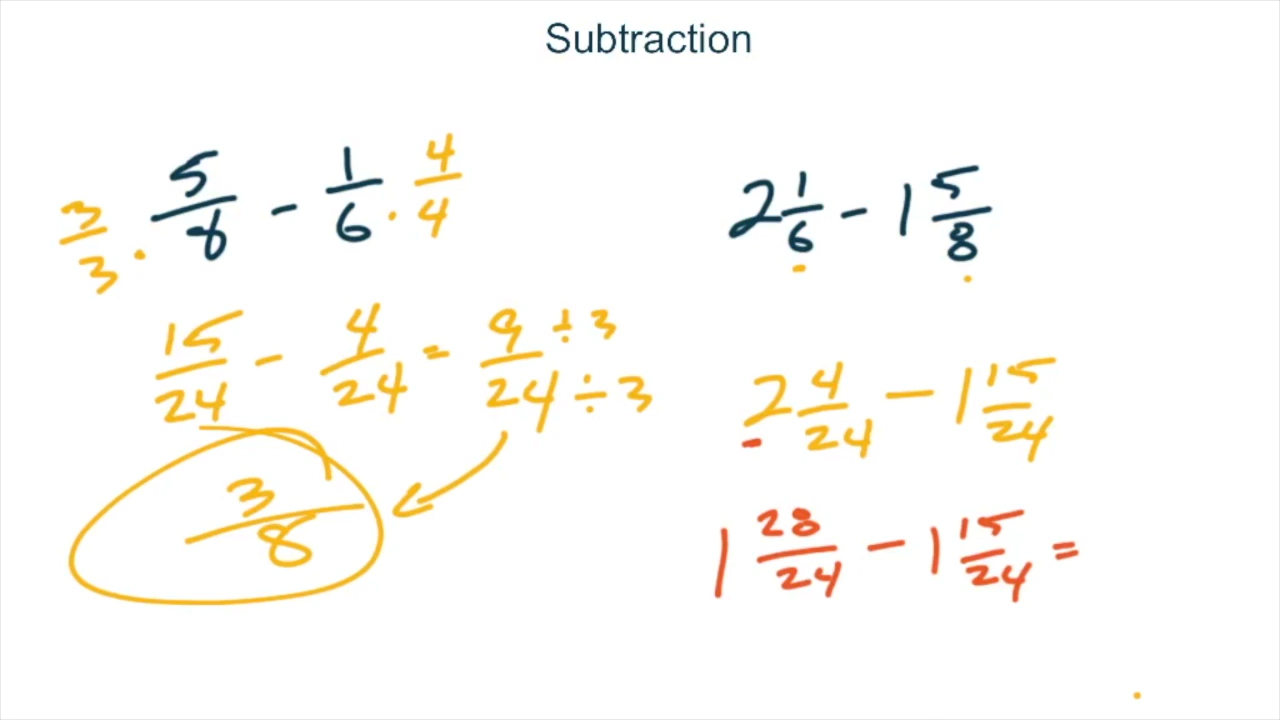 Subtraction
3/3 · 5/8 - 1/6 · 4/4
15/24 - 4/24 = 9/24 ÷ 3 ÷ 3
3/8
2 1/6 - 1 5/8
2 4/24 - 1 15/24
1 28/24 - 1 15/24 =